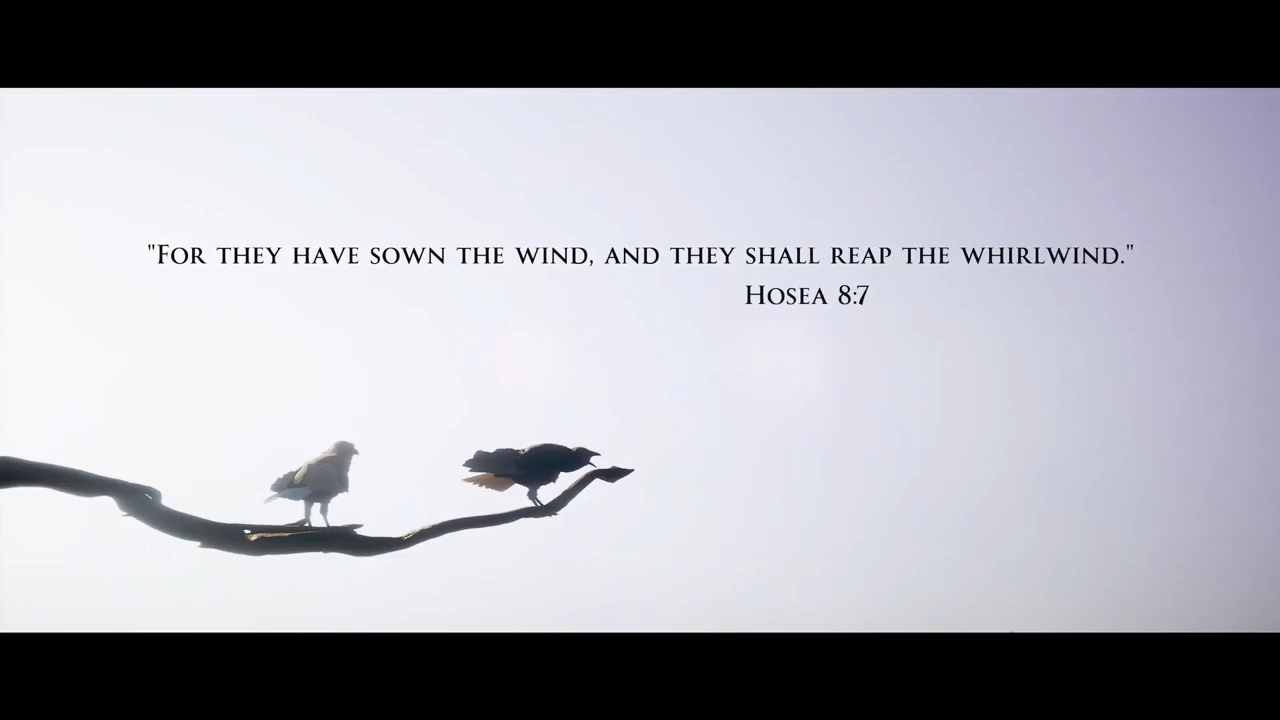 "For they have sown the wind, and they shall reap the whirlwind."
Hosea 8:7